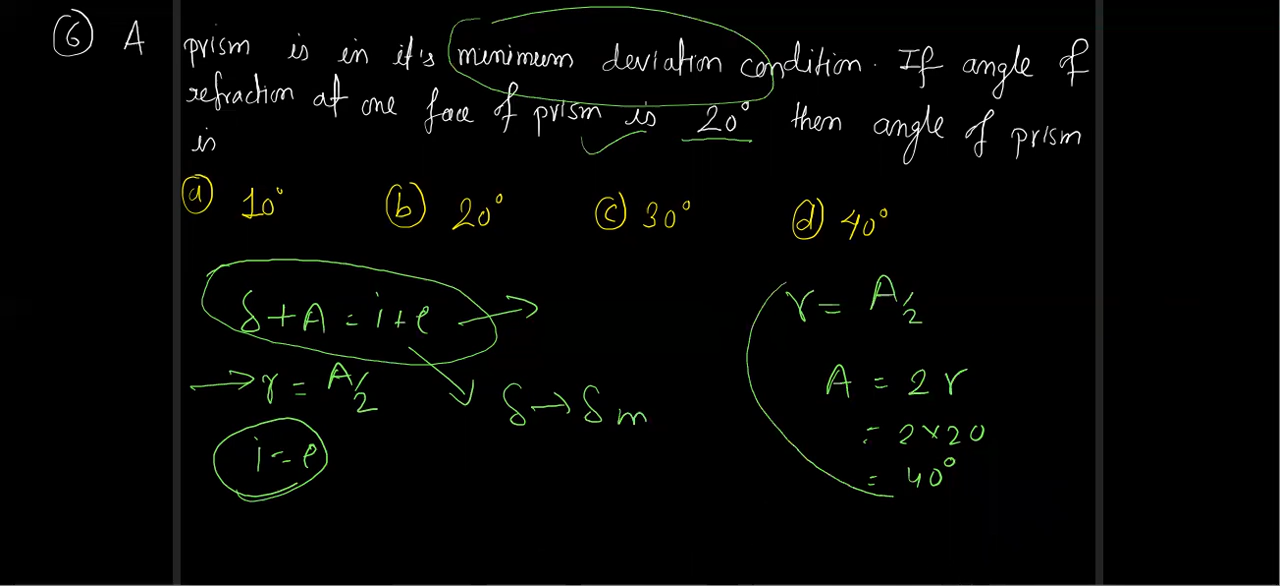 ⑥ A prism is in it's minimum deviation condition. If angle of
refraction at one face of prism is 20° then angle of prism
is
ⓐ 10° ⓑ 20° ⓒ 30° ⓓ 40°
δ + A = i + e
→ r = A/2
δ → δm
i = e
r = A/2
A = 2r
= 2×20
= 40°